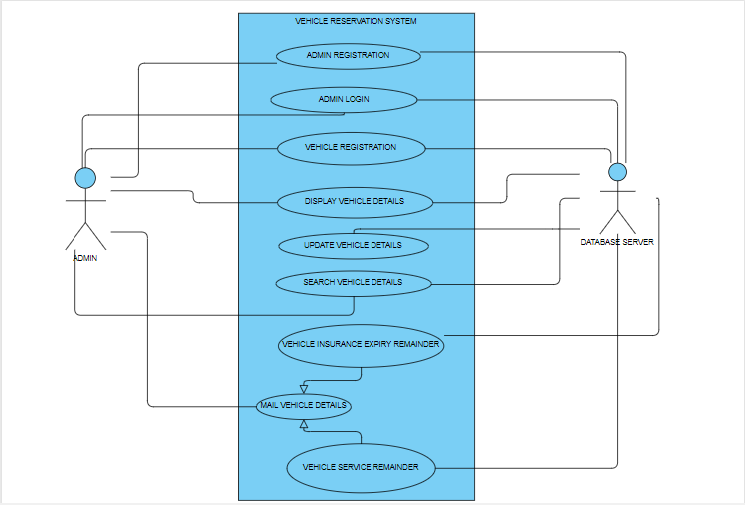 VEHICLE RESERVATION SYSTEM
ADMIN REGISTRATION
ADMIN LOGIN
VEHICLE REGISTRATION
DISPLAY VEHICLE DETAILS
UPDATE VEHICLE DETAILS
DATABASE SERVER
ADMIN
SEARCH VEHICLE DETAILS
VEHICLE INSURANCE EXPIRY REMAINDER
MAIL VEHICLE DETAILS
VEHICLE SERVICE REMAINDER